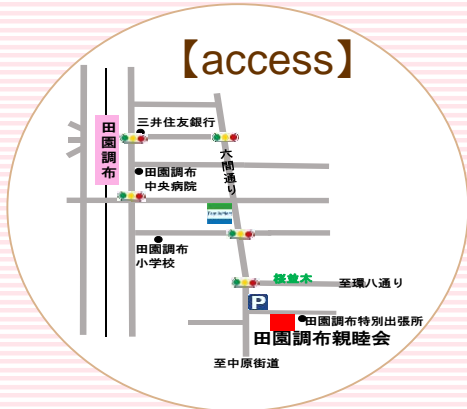 【access】
三井住友銀行
田園調布
六間通り
田園調布
中央病院
FamilyMart
田園調布
小学校
桜並木
至環八通り
P
田園調布特別出張所
田園調布親睦会
至中原街道